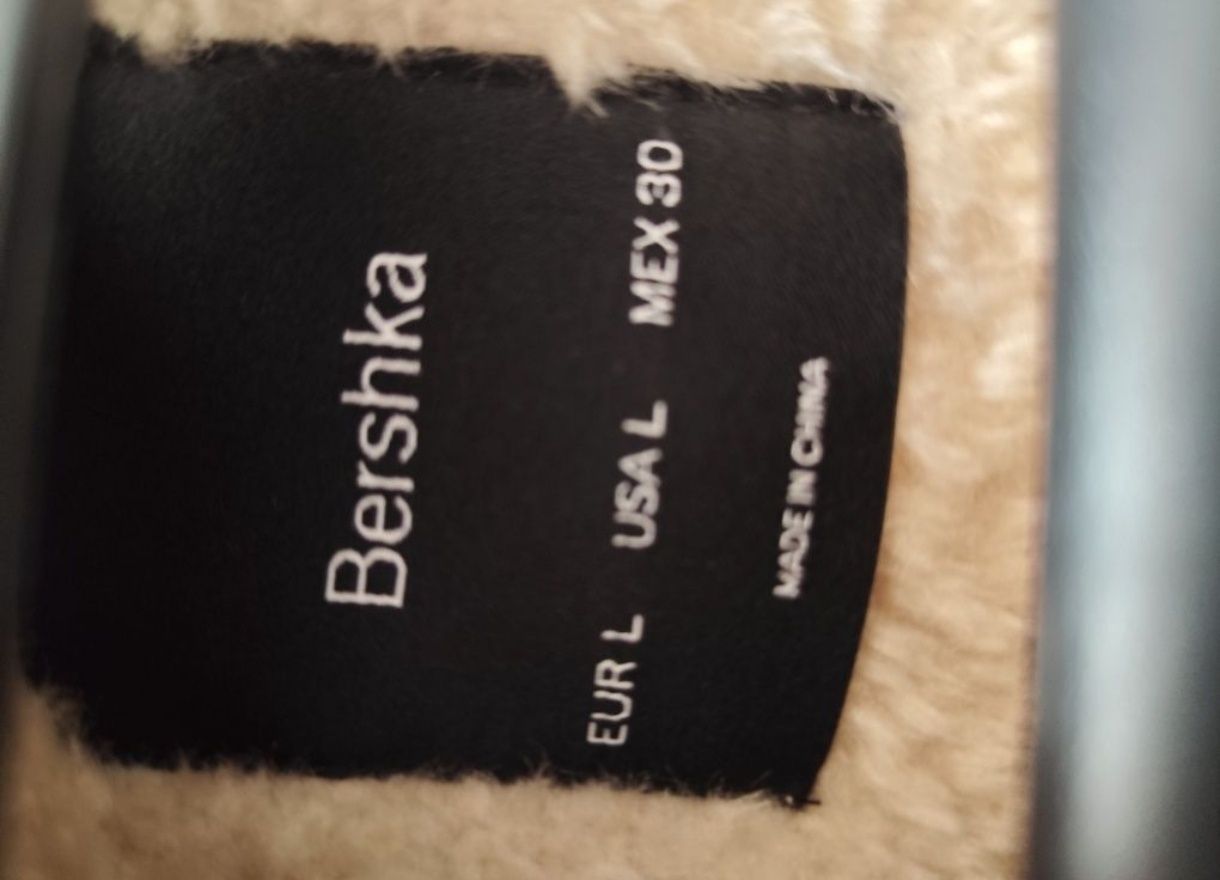 Bershka
EUR L USA L MEX 30
MADE IN CHINA